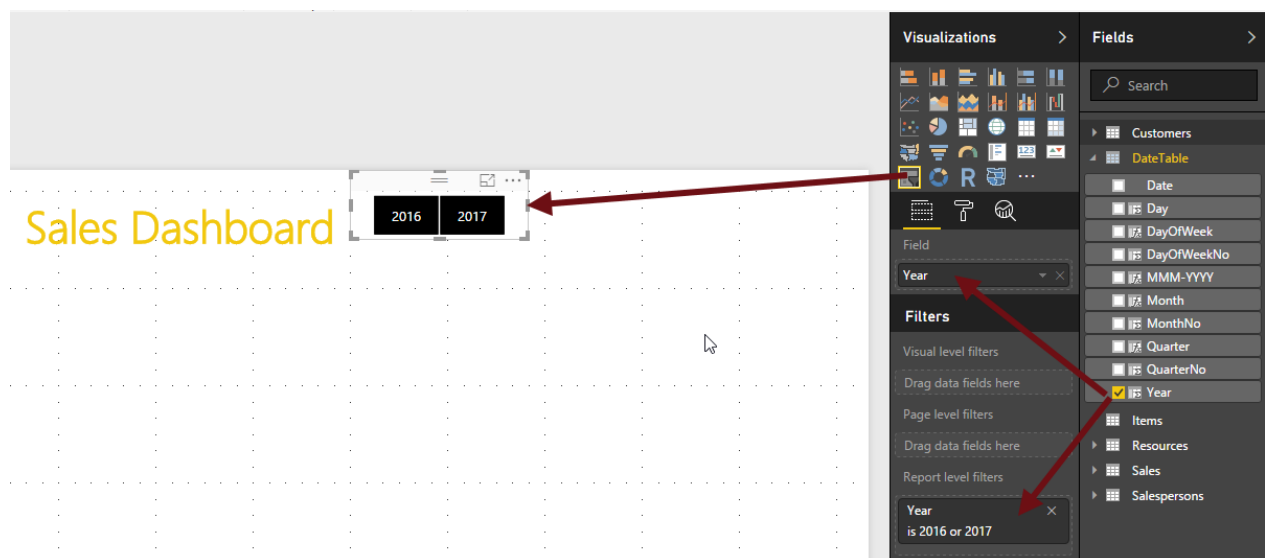 Sales Dashboard
2016
2017
Visualizations
R
123
Field
Year
Filters
Visual level filters
Drag data fields here
Page level filters
Drag data fields here
Report level filters
Year
is 2016 or 2017
Fields
Search
Customers
DateTable
Date
Day
DayOfWeek
DayOfWeekNo
MMM-YYYY
Month
MonthNo
Quarter
QuarterNo
Year
Items
Resources
Sales
Salespersons